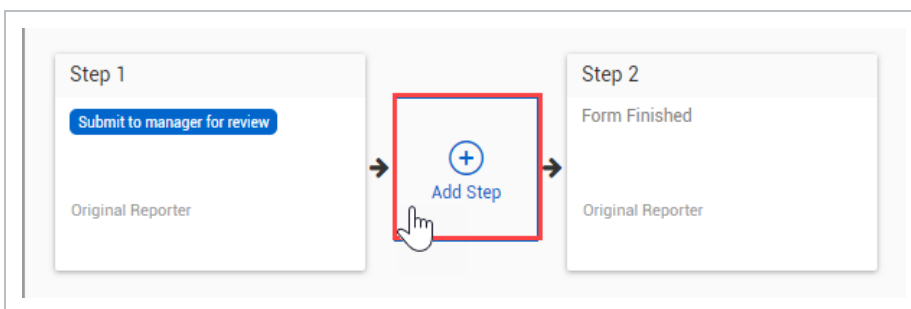 Step 1
Submit to manager for review
Original Reporter
Add Step
Step 2
Form Finished
Original Reporter